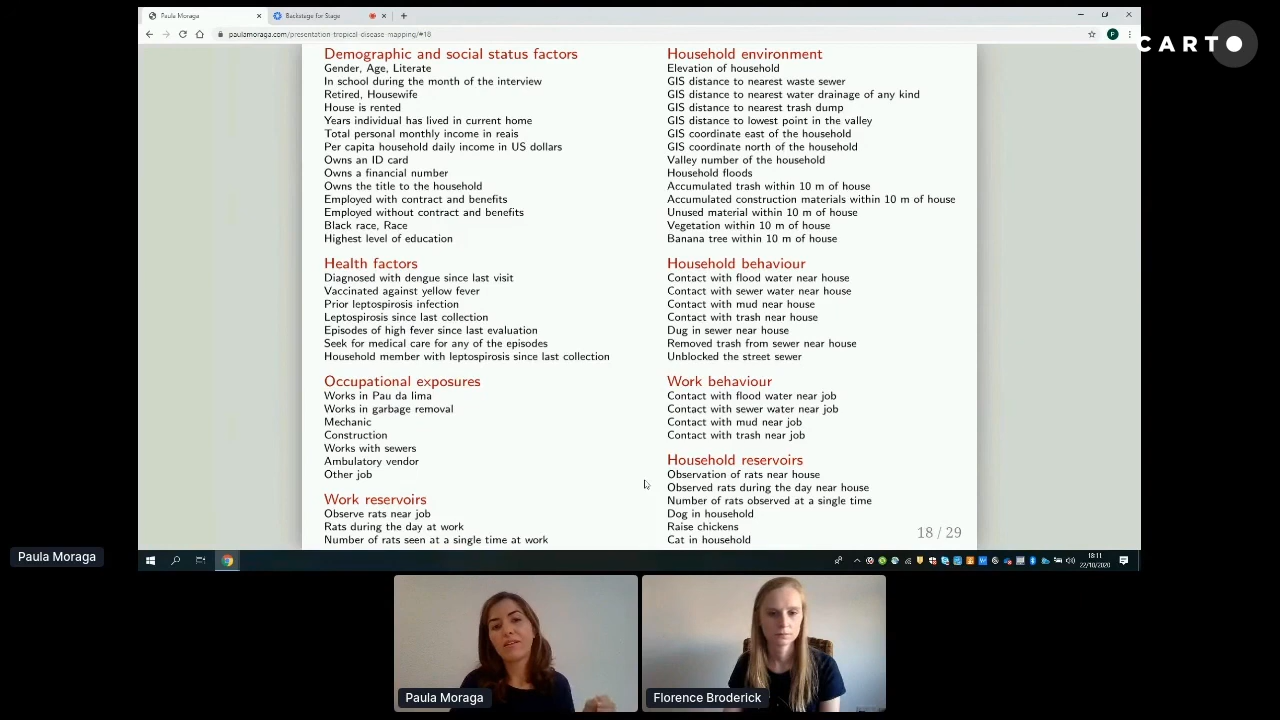 Paula Moraga
Backstage for Stage
paulamoraga.com/presentation-tropical-disease-mapping/#18
P
CARTO
Demographic and social status factors
Gender, Age, Literate
In school during the month of the interview
Retired, Housewife
House is rented
Years individual has lived in current home
Total personal monthly income in reais
Per capita household daily income in US dollars
Owns an ID card
Owns a financial number
Owns the title to the household
Employed with contract and benefits
Employed without contract and benefits
Black race, Race
Highest level of education
Health factors
Diagnosed with dengue since last visit
Vaccinated against yellow fever
Prior leptospirosis infection
Leptospirosis since last collection
Episodes of high fever since last evaluation
Seek for medical care for any of the episodes
Household member with leptospirosis since last collection
Occupational exposures
Works in Pau da lima
Works in garbage removal
Mechanic
Construction
Works with sewers
Ambulatory vendor
Other job
Work reservoirs
Observe rats near job
Rats during the day at work
Number of rats seen at a single time at work
Household environment
Elevation of household
GIS distance to nearest waste sewer
GIS distance to nearest water drainage of any kind
GIS distance to nearest trash dump
GIS distance to lowest point in the valley
GIS coordinate east of the household
GIS coordinate north of the household
Valley number of the household
Household floods
Accumulated trash within 10 m of house
Accumulated construction materials within 10 m of house
Unused material within 10 m of house
Vegetation within 10 m of house
Banana tree within 10 m of house
Household behaviour
Contact with flood water near house
Contact with sewer water near house
Contact with mud near house
Contact with trash near house
Dug in sewer near house
Removed trash from sewer near house
Unblocked the street sewer
Work behaviour
Contact with flood water near job
Contact with sewer water near job
Contact with mud near job
Contact with trash near job
Household reservoirs
Observation of rats near house
Observed rats during the day near house
Number of rats observed at a single time
Dog in household
Raise chickens
Cat in household
18 / 29
18:11
22/10/2020
Paula Moraga
Paula Moraga
Florence Broderick